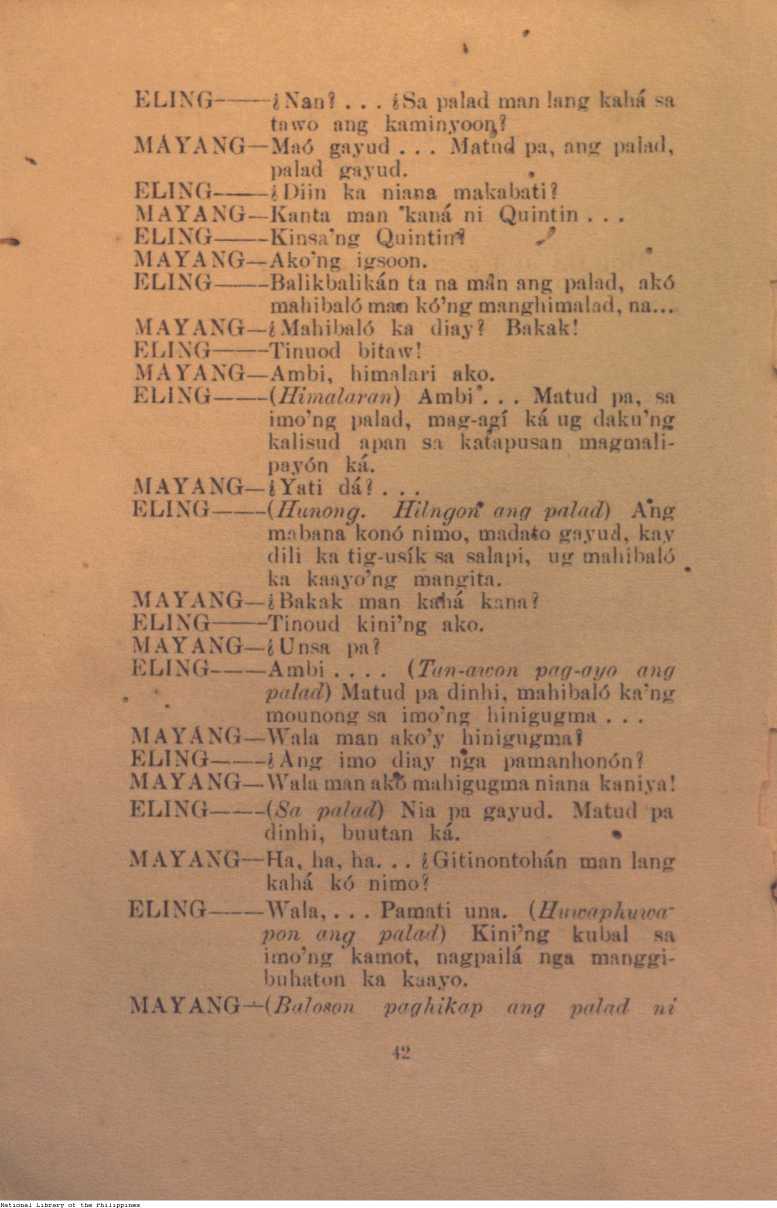 ELING——¿Nan? . . . ¿Sa palad man lang kahá sa
tawo ang kaminyoon?
MAYANG—Maó gayud . . . Matud pa, ang palad,
palad gayud.
ELING——¿Diin ka niana makabati?
MAYANG—Kanta man kaná ni Quintin . . .
ELING——Kinsa'ng Quintin?
MAYANG—Ako'ng igsoon.
ELING——Balikbalikán ta na man ang palad, akó
mahibaló man kó'ng manghimalad, na...
MAYANG—¿Mahibaló ka diay? Bakak!
ELING——Tinuod bitaw!
MAYANG—Ambi, himalari ako.
ELING——(Himalaran) Ambi . . . Matud pa, sa
imo'ng palad, mag-agí ká ug daku'ng
kalisud apan sa katapusan magmali-
payón ká.
MAYANG—¿Yati dá? . . .
ELING——(Hunong. Hilngon ang palad) Ang
mabana konó nimo, madato gayud, kay
dili ka tig-usík sa salapi, ug mahibaló
ka kaayo'ng mangita.
MAYANG—¿Bakak man kahá kana?
ELING——Tinoud kini'ng ako.
MAYANG—¿Unsa pa?
ELING——Ambi . . . . (Tan-awon pag-ayo ang
palad) Matud pa dinhi, mahibaló ka'ng
mounong sa imo'ng hinigugma . . .
MAYANG—Wala man ako'y hinigugma?
ELING——¿Ang imo diay nga pamanhonón?
MAYANG—Wala man akó mahigugma niana kaniya!
ELING——(Sa palad) Nia pa gayud. Matud pa
dinhi, buutan ká.
MAYANG—Ha, ha, ha. . . ¿Gitinontohán man lang
kahá kó nimo?
ELING——Wala, . . . Pamati una. (Huwaphuwa-
pon ang palad) Kini'ng kubal sa
imo'ng kamot, nagpailá nga manggi-
buhaton ka kaayo.
MAYANG—(Baloson paghikap ang palad ni
42
National Library of the Philippines